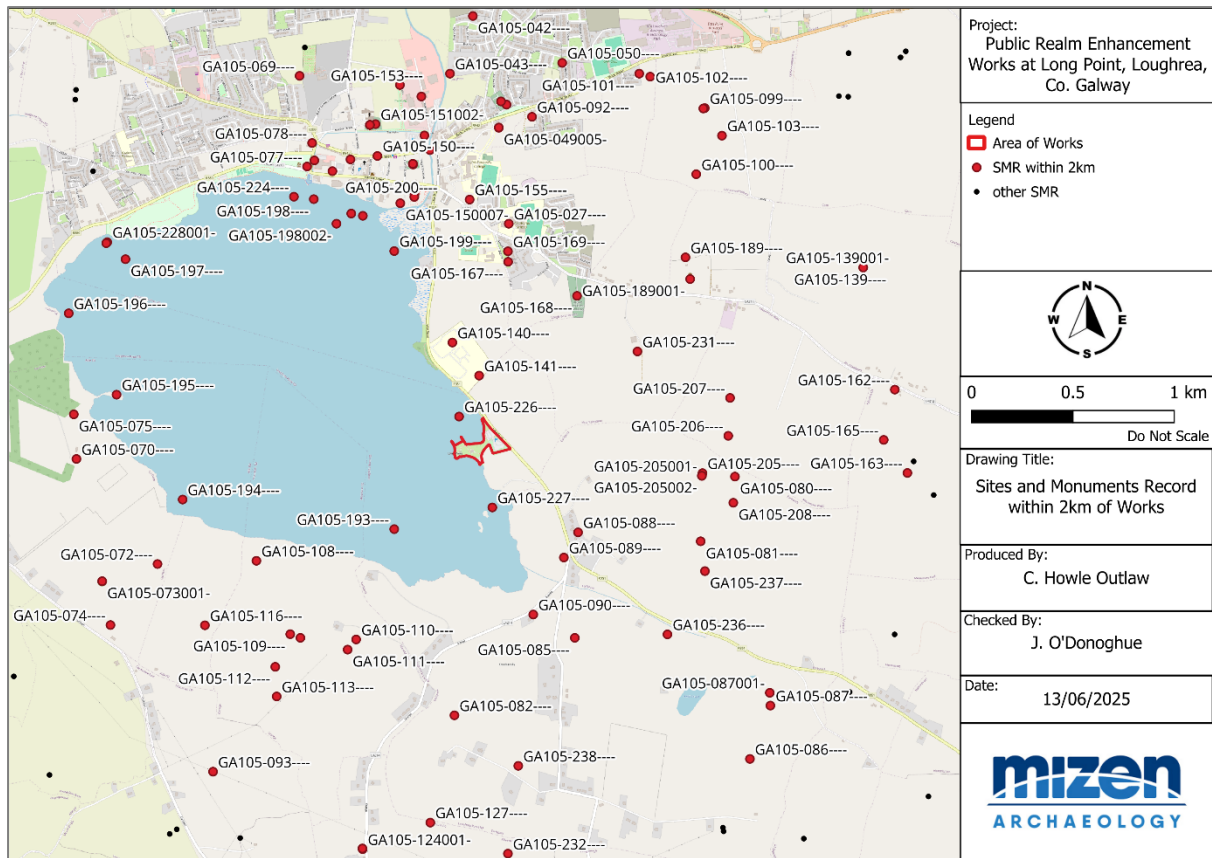 GA105-042----
GA105-050----
GA105-069----
GA105-043----
GA105-153----
GA105-102----
GA105-101----
GA105-099----
GA105-092----
GA105-151002-
GA105-103----
GA105-078----
GA105-049005-
GA105-150----
GA105-077----
GA105-100----
GA105-224----
GA105-200----
GA105-155----
GA105-198----
GA105-150007-
GA105-027----
GA105-228001-
GA105-198002-
GA105-199----
GA105-169----
GA105-189----
GA105-139001-
GA105-197----
GA105-167----
GA105-139----
GA105-189001-
GA105-196----
GA105-168----
GA105-140----
GA105-231----
GA105-141----
GA105-195----
GA105-207----
GA105-162----
GA105-226----
GA105-075----
GA105-206----
GA105-165----
GA105-070----
GA105-205001-
GA105-205----
GA105-163----
GA105-205002-
GA105-080----
GA105-194----
GA105-227----
GA105-208----
GA105-193----
GA105-088----
GA105-072----
GA105-108----
GA105-089----
GA105-081----
GA105-073001-
GA105-237----
GA105-074----
GA105-116----
GA105-090----
GA105-110----
GA105-236----
GA105-109----
GA105-085----
GA105-111----
GA105-112----
GA105-087001-
GA105-113----
GA105-087----
GA105-082----
GA105-086----
GA105-093----
GA105-238----
GA105-127----
GA105-124001-
GA105-232----
Project:
Public Realm Enhancement
Works at Long Point, Loughrea,
Co. Galway
Legend
Area of Works
SMR within 2km
other SMR
N
W
E
S
0
0.5
1 km
Do Not Scale
Drawing Title:
Sites and Monuments Record
within 2km of Works
Produced By:
C. Howle Outlaw
Checked By:
J. O'Donoghue
Date:
13/06/2025
mizen
ARCHAEOLOGY